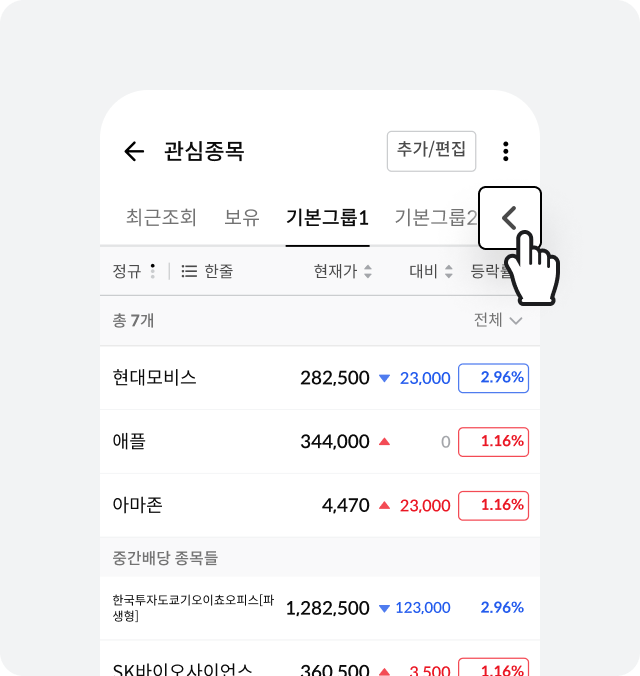 관심종목 추가/편집
최근조회 보유 기본그룹1 기본그룹2
정규 한줄 현재가 대비 등락률
총 7개 전체
현대모비스 282,500 23,000 2.96%
애플 344,000 0 1.16%
아마존 4,470 23,000 1.16%
중간배당 종목들
한국투자도쿄기오이쵸오피스[파
생형] 1,282,500 123,000 2.96%
SK바이오사이언스 360,500 3,500 1.16%